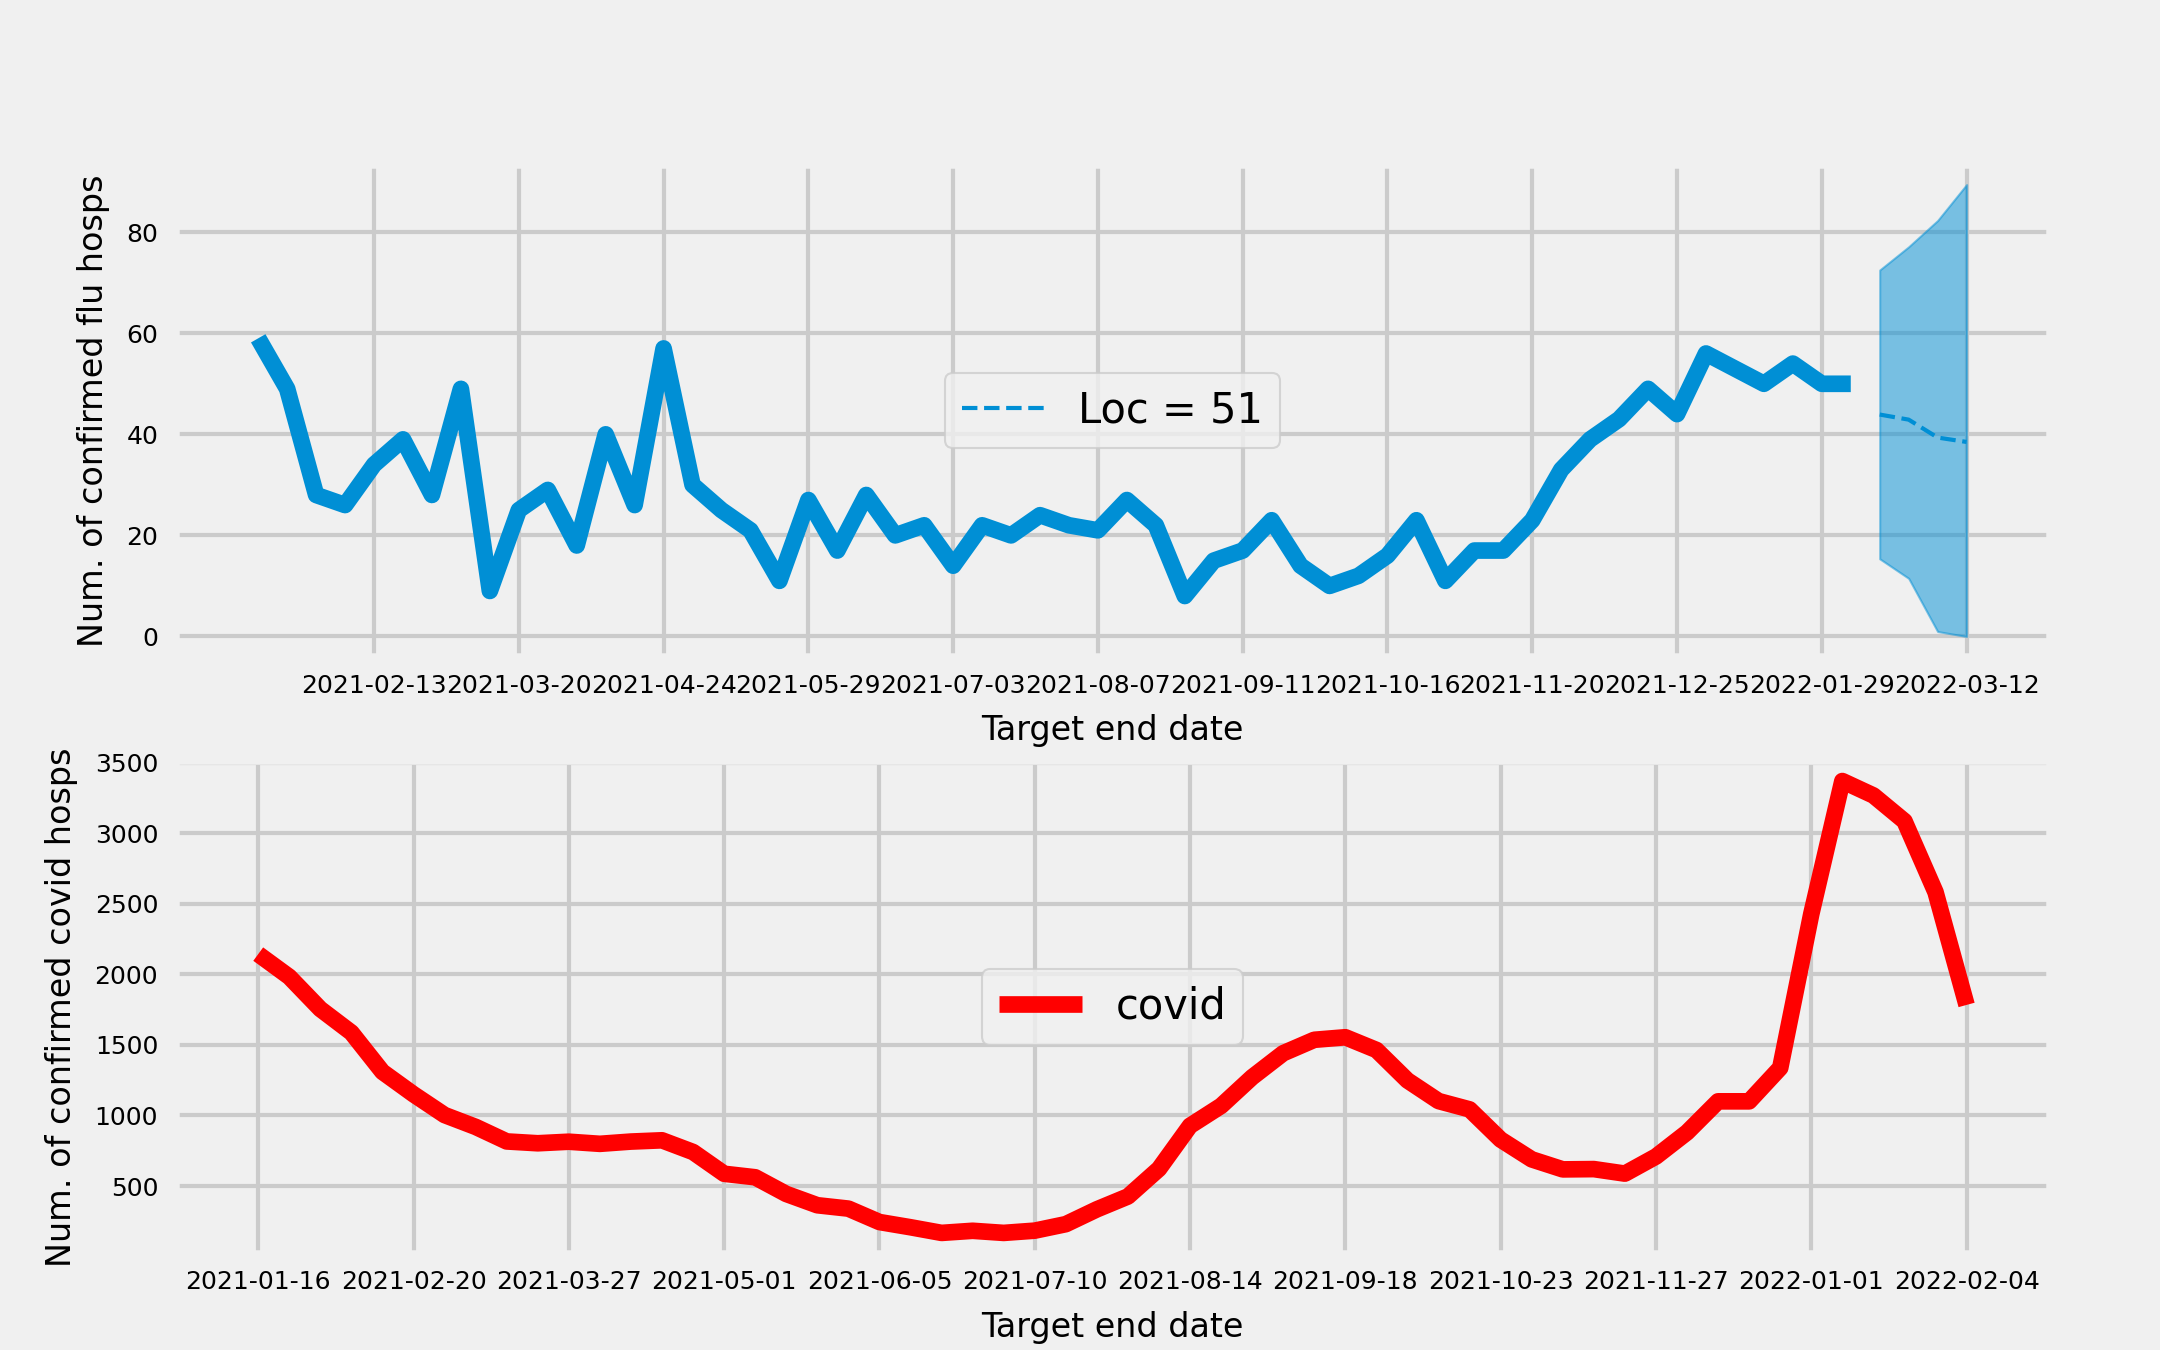 Num. of confirmed flu hosps
80
60
40
20
0
Loc = 51
2021-02-13 2021-03-20 2021-04-24 2021-05-29 2021-07-03 2021-08-07 2021-09-11 2021-10-16 2021-11-20 2021-12-25 2022-01-29 2022-03-12
Target end date
Num. of confirmed covid hosps
3500
3000
2500
2000
1500
1000
500
covid
2021-01-16 2021-02-20 2021-03-27 2021-05-01 2021-06-05 2021-07-10 2021-08-14 2021-09-18 2021-10-23 2021-11-27 2022-01-01 2022-02-04
Target end date